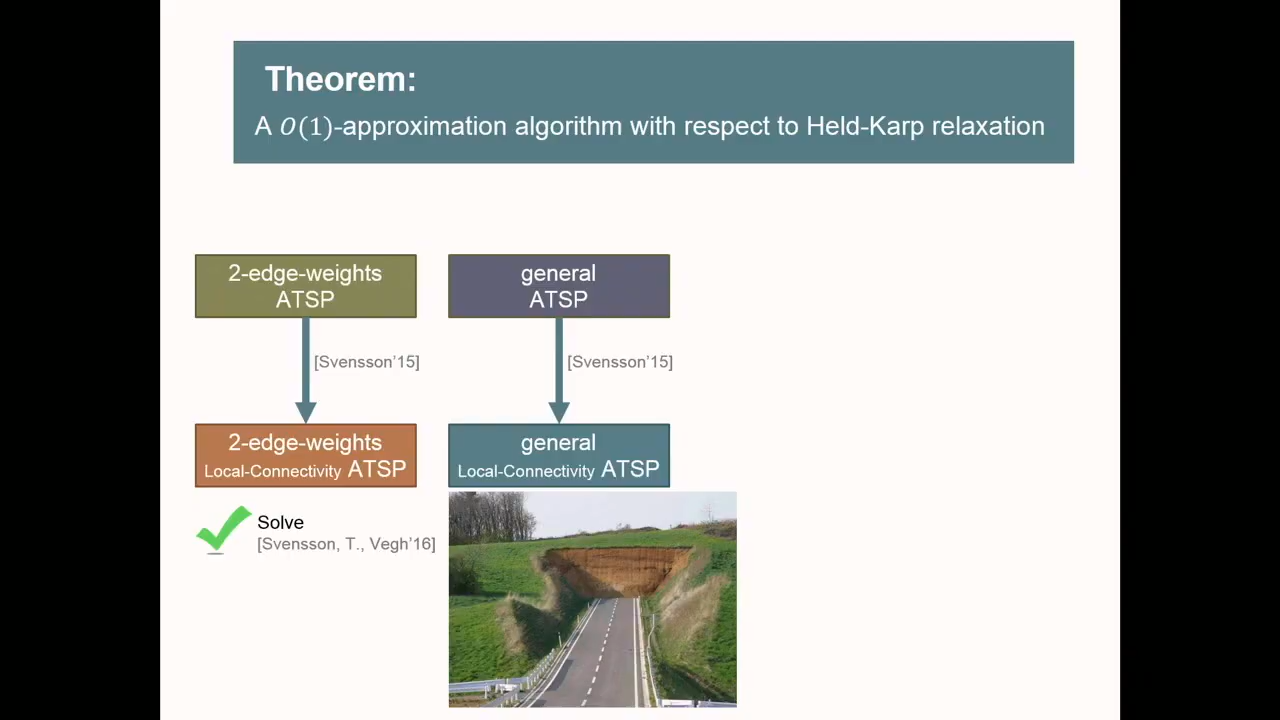 Theorem:
A O(1)-approximation algorithm with respect to Held-Karp relaxation
2-edge-weights
ATSP
general
ATSP
[Svensson’15]
[Svensson’15]
2-edge-weights
Local-Connectivity ATSP
general
Local-Connectivity ATSP
Solve
[Svensson, T., Vegh’16]